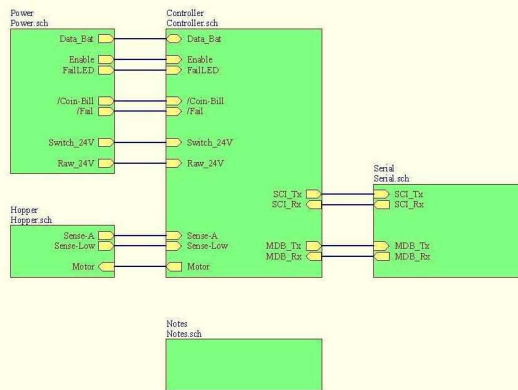 Power
Power.sch
Data_Bat
Enable
FailLED
/Coin-Bill
/Fail
Switch_24V
Raw_24V
Controller
Controller.sch
Data_Bat
Enable
FailLED
/Coin-Bill
/Fail
Switch_24V
Raw_24V
SCI_Tx
SCI_Rx
Sense-A
Sense-Low
Motor
MDB_Tx
MDB_Rx
Serial
Serial.sch
SCI_Tx
SCI_Rx
MDB_Tx
MDB_Rx
Hopper
Hopper.sch
Sense-A
Sense-Low
Motor
Notes
Notes.sch